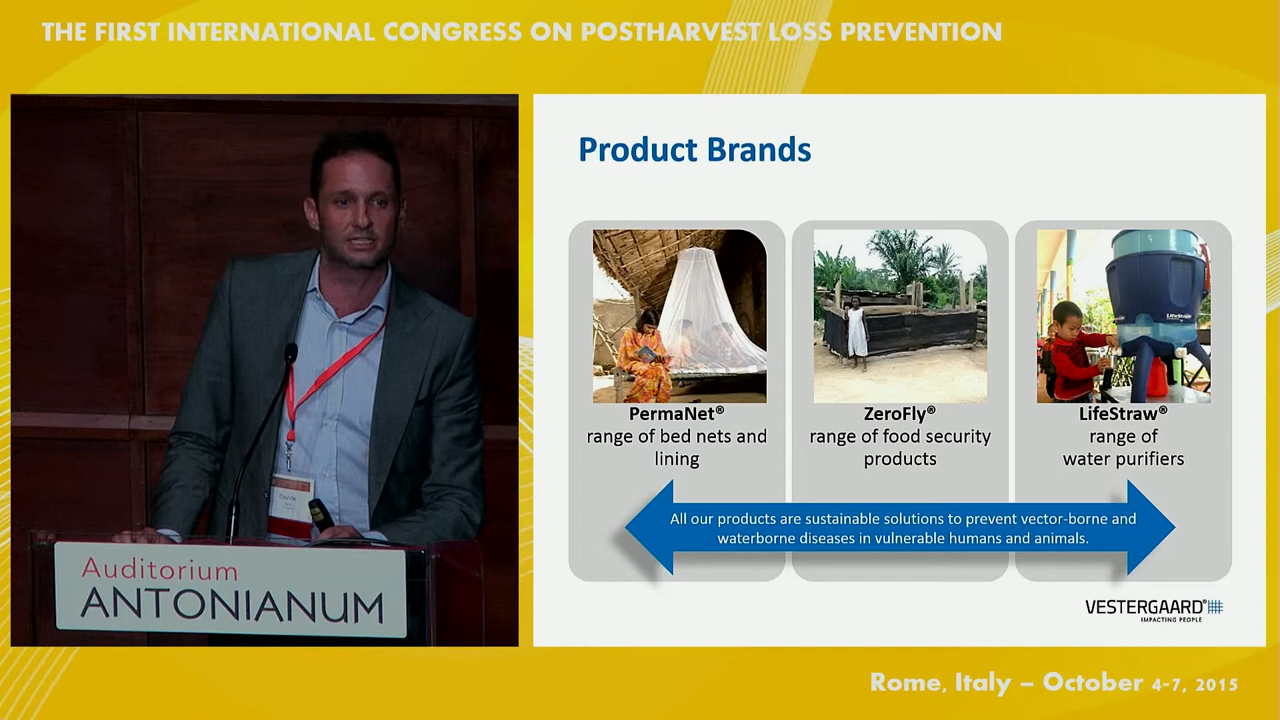 THE FIRST INTERNATIONAL CONGRESS ON POSTHARVEST LOSS PREVENTION
Davide
Auditorium
ANTONIANUM
Product Brands
LifeStraw
PermaNet®
range of bed nets and
lining
ZeroFly®
range of food security
products
LifeStraw®
range of
water purifiers
All our products are sustainable solutions to prevent vector-borne and
waterborne diseases in vulnerable humans and animals.
VESTERGAARD®
IMPACTING PEOPLE
Rome, Italy – October 4-7, 2015